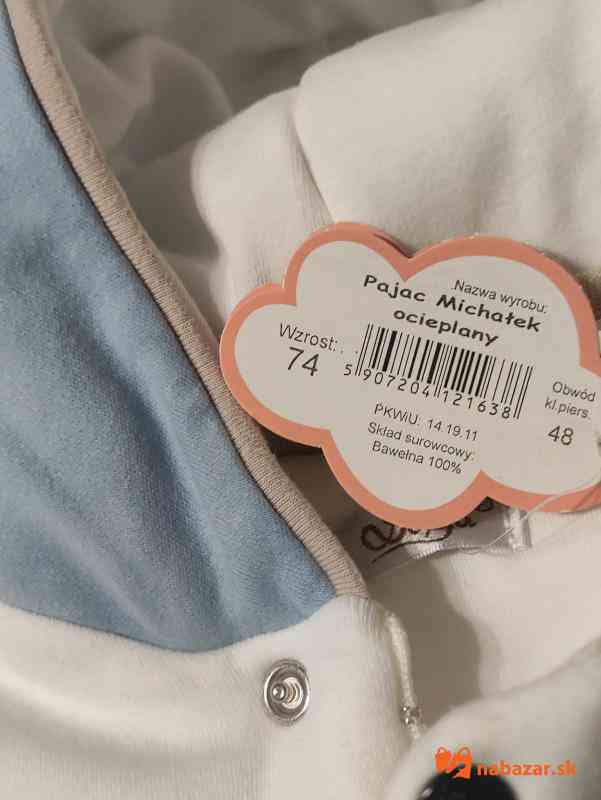 .Nazwa wyrobu:
Pajac Michałek
ocieplany
Wzrost: . .
74
5 907204 121638
Obwód
kl.piers.
48
PKWiU: 14.19.11
Skład surowcowy:
Bawełna 100%
nabazar.sk